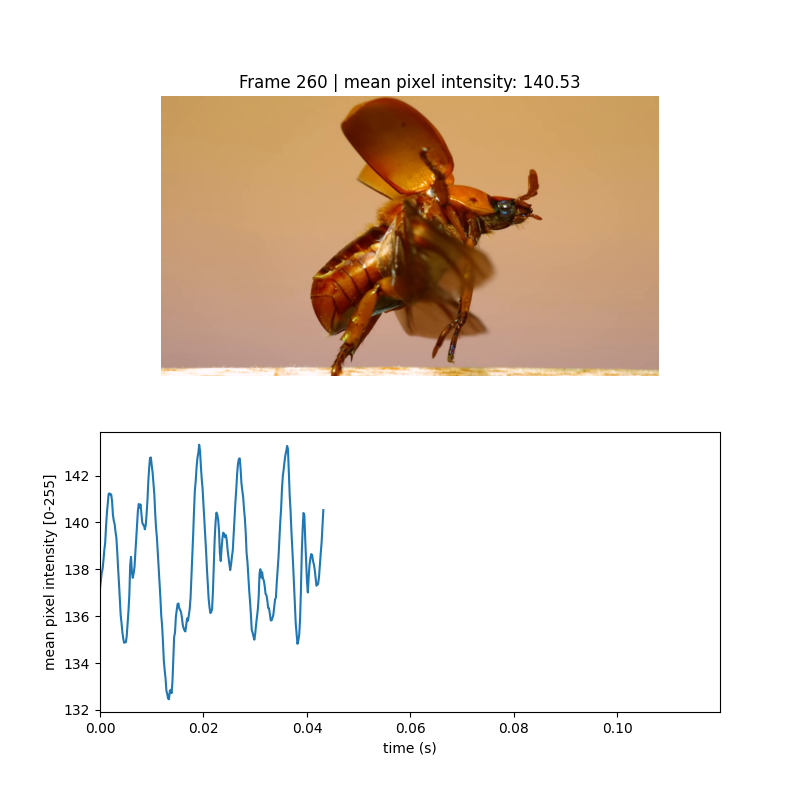 Frame 260 | mean pixel intensity: 140.53
142
140
138
136
134
132
mean pixel intensity [0-255]
0.00 0.02 0.04 0.06 0.08 0.10
time (s)